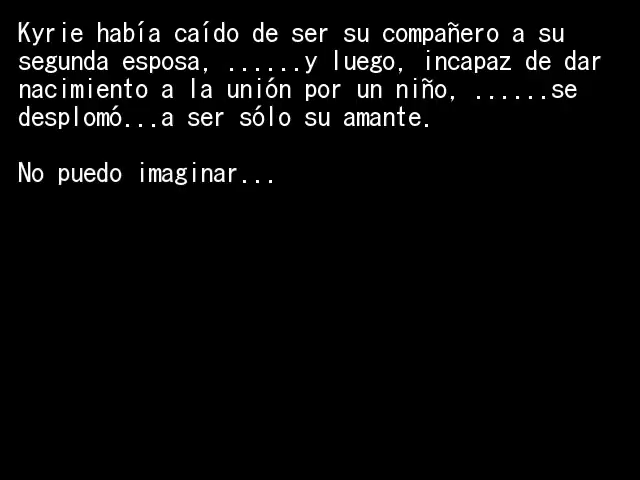 Kyrie había caído de ser su compañero a su
segunda esposa, ......y luego, incapaz de dar
nacimiento a la unión por un niño, ......se
desplomó...a ser sólo su amante.
No puedo imaginar...